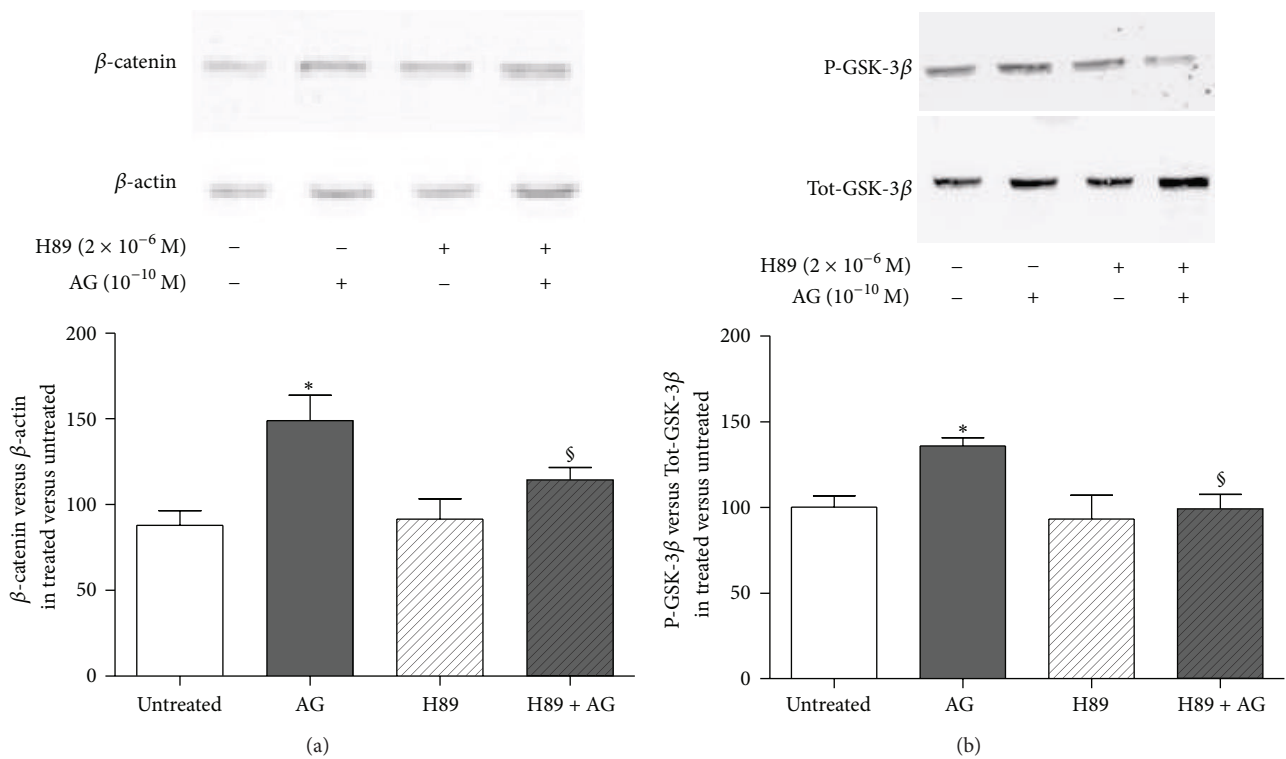 β-catenin
β-actin
H89 (2 × 10⁻⁶ M) − − + +
AG (10⁻¹⁰ M) − + − +
200
150
100
50
0
β-catenin versus β-actin
in treated versus untreated
*
§
Untreated AG H89 H89 + AG
(a)
P-GSK-3β
Tot-GSK-3β
H89 (2 × 10⁻⁶ M) − − + +
AG (10⁻¹⁰ M) − + − +
200
150
100
50
0
P-GSK-3β versus Tot-GSK-3β
in treated versus untreated
*
§
Untreated AG H89 H89 + AG
(b)